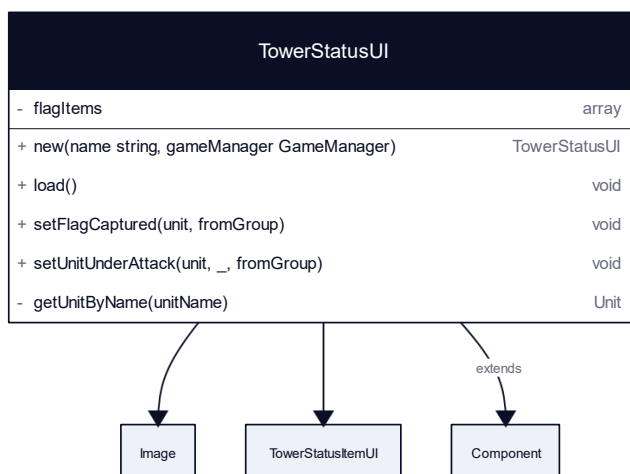 TowerStatusUI
- flagItems array
+ new(name string, gameManager GameManager) TowerStatusUI
+ load() void
+ setFlagCaptured(unit, fromGroup) void
+ setUnitUnderAttack(unit, _, fromGroup) void
- getUnitByName(unitName) Unit
extends
Image TowerStatusItemUI Component